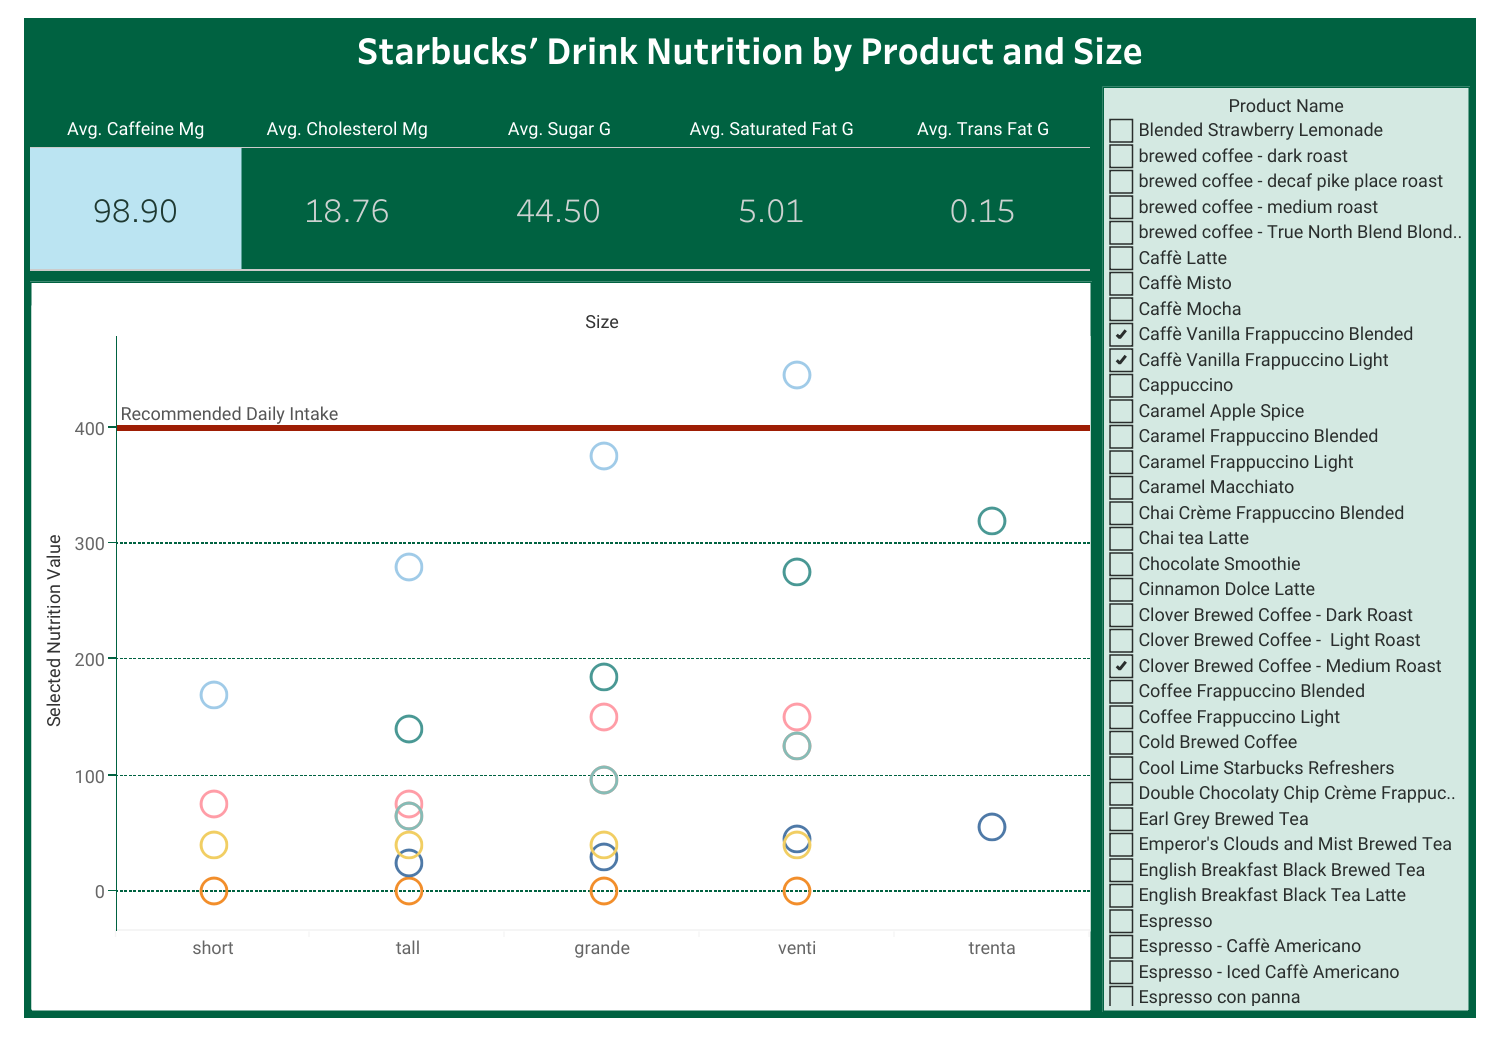 Starbucks’ Drink Nutrition by Product and Size
Avg. Caffeine Mg
Avg. Cholesterol Mg
Avg. Sugar G
Avg. Saturated Fat G
Avg. Trans Fat G
98.90
18.76
44.50
5.01
0.15
Size
Selected Nutrition Value
Recommended Daily Intake
400
300
200
100
0
short
tall
grande
venti
trenta
Product Name
Blended Strawberry Lemonade
brewed coffee - dark roast
brewed coffee - decaf pike place roast
brewed coffee - medium roast
brewed coffee - True North Blend Blond..
Caffè Latte
Caffè Misto
Caffè Mocha
Caffè Vanilla Frappuccino Blended
Caffè Vanilla Frappuccino Light
Cappuccino
Caramel Apple Spice
Caramel Frappuccino Blended
Caramel Frappuccino Light
Caramel Macchiato
Chai Crème Frappuccino Blended
Chai tea Latte
Chocolate Smoothie
Cinnamon Dolce Latte
Clover Brewed Coffee - Dark Roast
Clover Brewed Coffee -  Light Roast
Clover Brewed Coffee - Medium Roast
Coffee Frappuccino Blended
Coffee Frappuccino Light
Cold Brewed Coffee
Cool Lime Starbucks Refreshers
Double Chocolaty Chip Crème Frappuc..
Earl Grey Brewed Tea
Emperor's Clouds and Mist Brewed Tea
English Breakfast Black Brewed Tea
English Breakfast Black Tea Latte
Espresso
Espresso - Caffè Americano
Espresso - Iced Caffè Americano
Espresso con panna